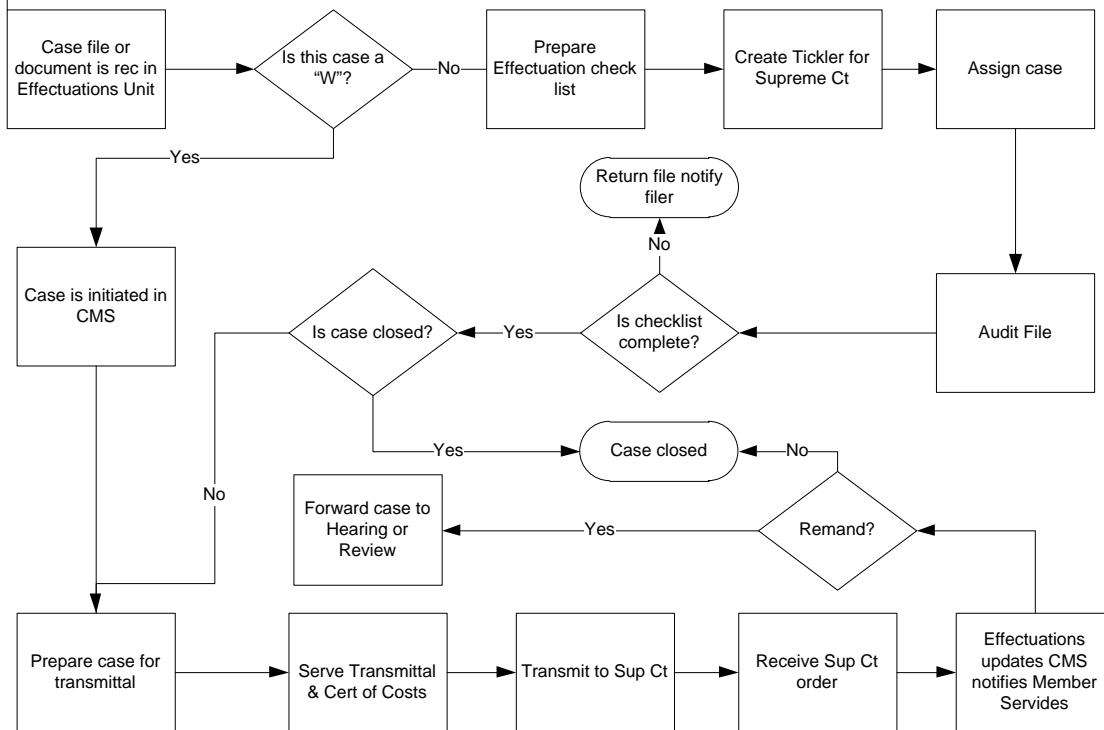 Case file or
document is rec in
Effectuations Unit
Is this case a
“W”?
No
Prepare
Effectuation check
list
Create Tickler for
Supreme Ct
Assign case
Yes
Return file notify
filer
No
Case is initiated in
CMS
Is case closed?
Yes
Is checklist
complete?
Audit File
Yes
Case closed
No
No
Forward case to
Hearing or
Review
Yes
Remand?
Prepare case for
transmittal
Serve Transmittal
& Cert of Costs
Transmit to Sup Ct
Receive Sup Ct
order
Effectuations
updates CMS
notifies Member
Servides